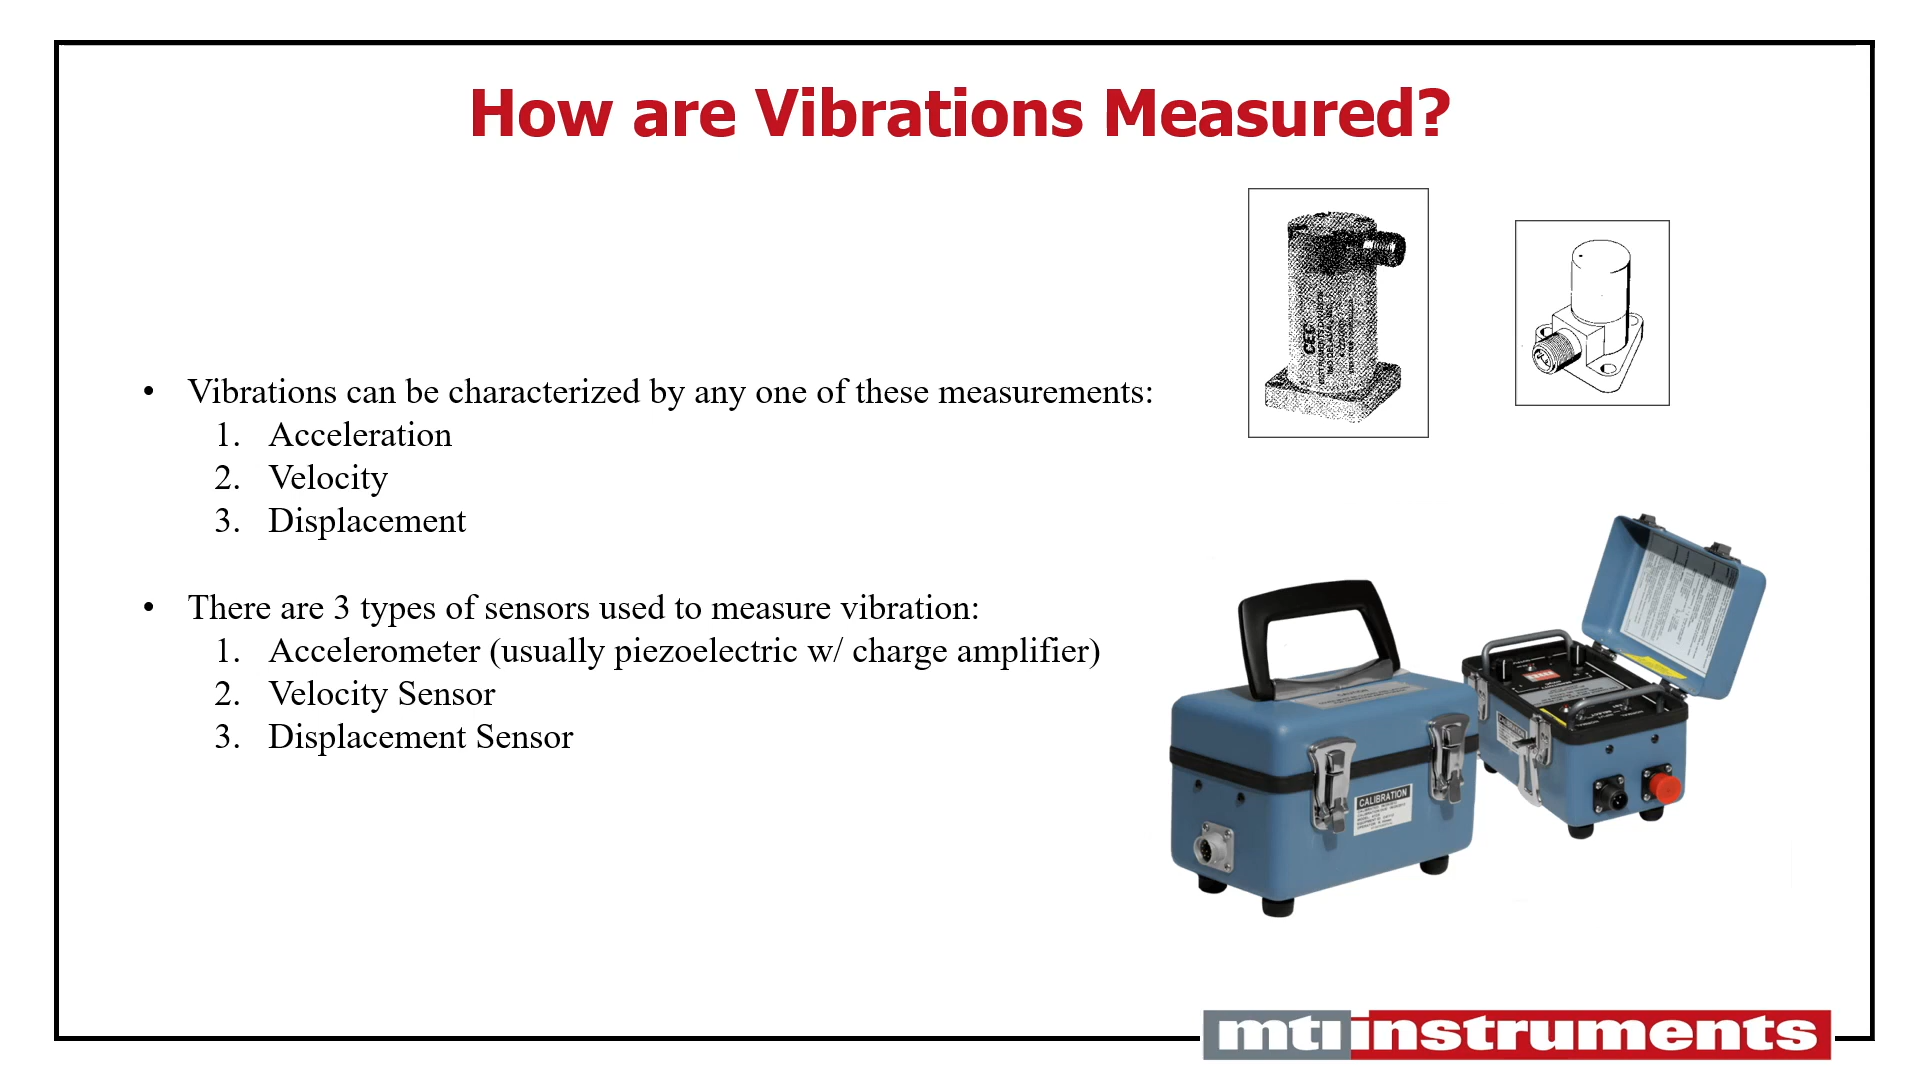 How are Vibrations Measured?
• Vibrations can be characterized by any one of these measurements:
1. Acceleration
2. Velocity
3. Displacement
• There are 3 types of sensors used to measure vibration:
1. Accelerometer (usually piezoelectric w/ charge amplifier)
2. Velocity Sensor
3. Displacement Sensor
CEC
CALIBRATION
mti instruments